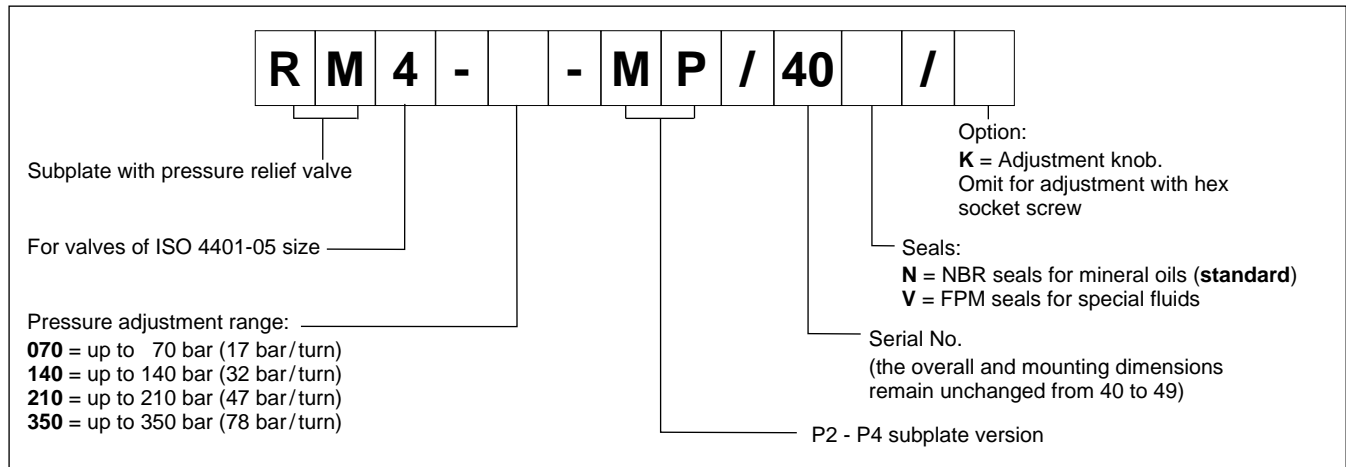 RM4- -MP/40 /
Subplate with pressure relief valve
For valves of ISO 4401-05 size
Pressure adjustment range:
070 = up to 70 bar (17 bar/turn)
140 = up to 140 bar (32 bar/turn)
210 = up to 210 bar (47 bar/turn)
350 = up to 350 bar (78 bar/turn)
Option:
K = Adjustment knob.
Omit for adjustment with hex
socket screw
Seals:
N = NBR seals for mineral oils (standard)
V = FPM seals for special fluids
Serial No.
(the overall and mounting dimensions
remain unchanged from 40 to 49)
P2 - P4 subplate version